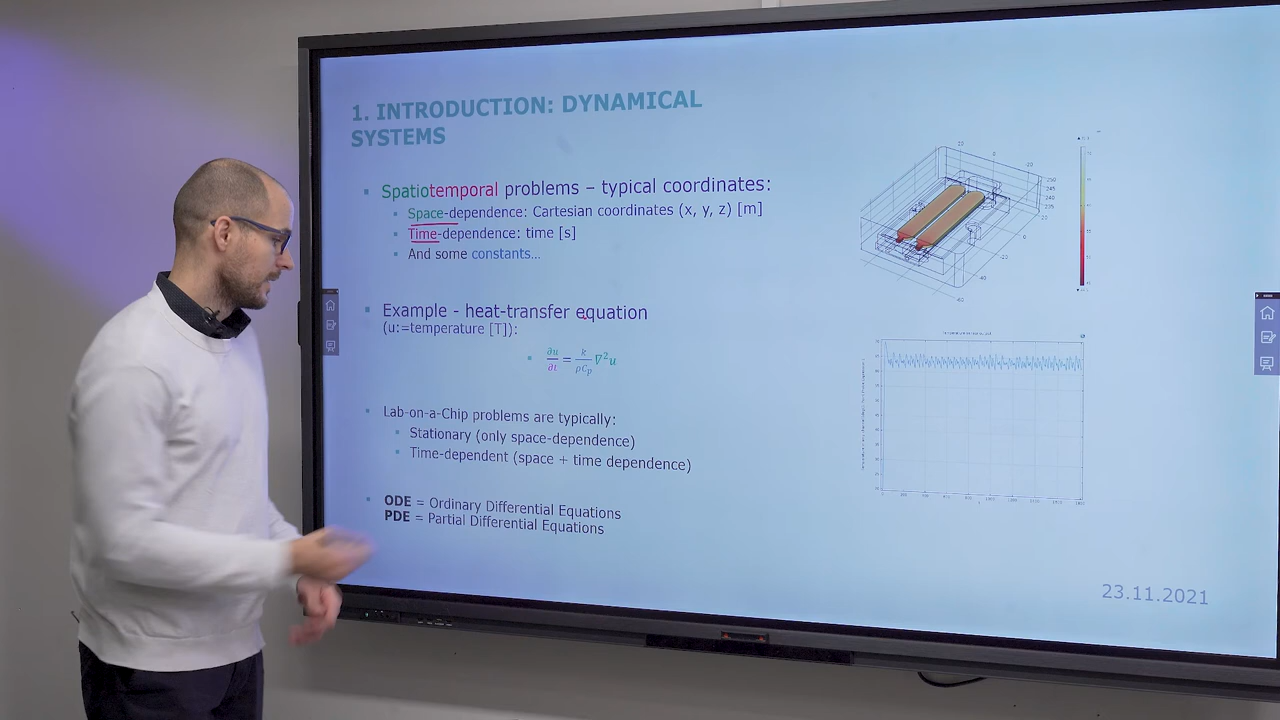 1. INTRODUCTION: DYNAMICAL
SYSTEMS
Spatiotemporal problems – typical coordinates:
Space-dependence: Cartesian coordinates (x, y, z) [m]
Time-dependence: time [s]
And some constants...
Example - heat-transfer equation
(u:=temperature [T]):
∂u/∂t = k/ρCp ∇²u
Lab-on-a-Chip problems are typically:
Stationary (only space-dependence)
Time-dependent (space + time dependence)
ODE = Ordinary Differential Equations
PDE = Partial Differential Equations
23.11.2021